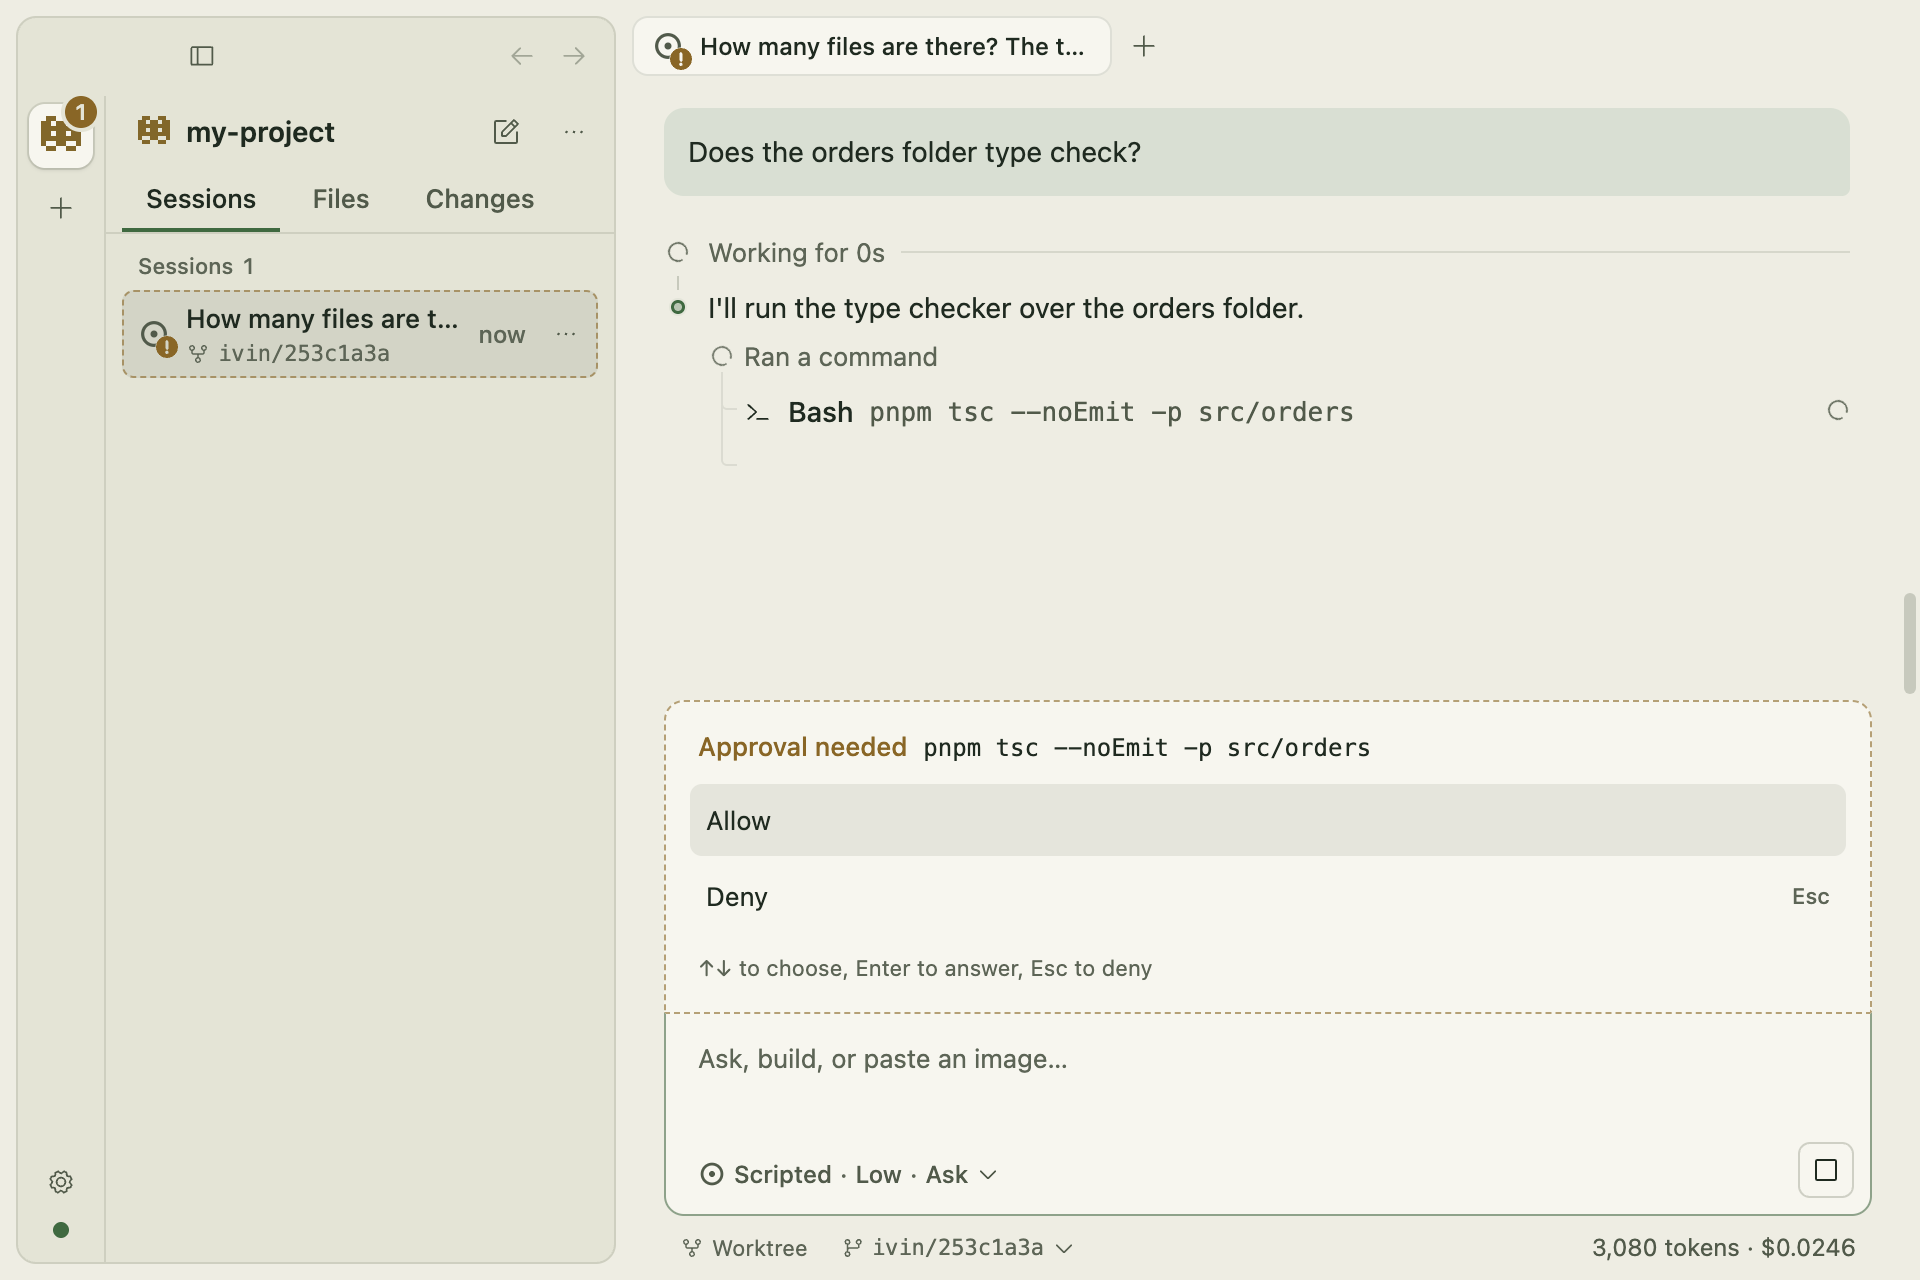 How many files are there? The t...
1
my-project
Sessions
Files
Changes
Sessions 1
How many files are t...
now
ivin/253c1a3a
Does the orders folder type check?
Working for 0s
I'll run the type checker over the orders folder.
Ran a command
Bash pnpm tsc --noEmit -p src/orders
Approval needed pnpm tsc --noEmit -p src/orders
Allow
Deny
Esc
↑↓ to choose, Enter to answer, Esc to deny
Ask, build, or paste an image...
Scripted · Low · Ask
Worktree
ivin/253c1a3a
3,080 tokens · $0.0246